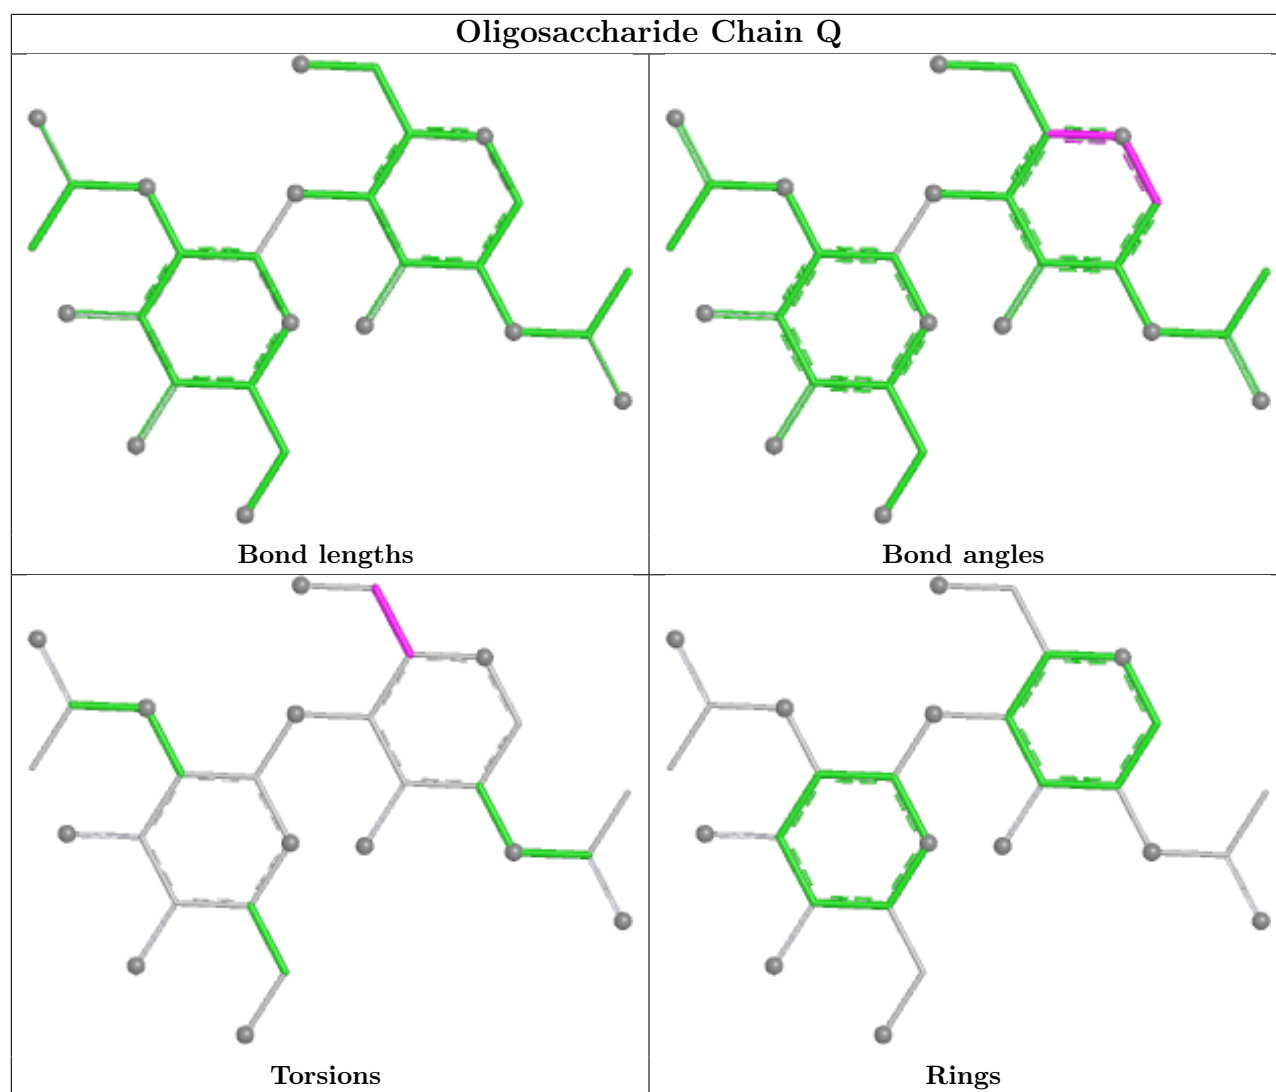 Oligosaccharide Chain Q
Bond lengths
Bond angles
Torsions
Rings